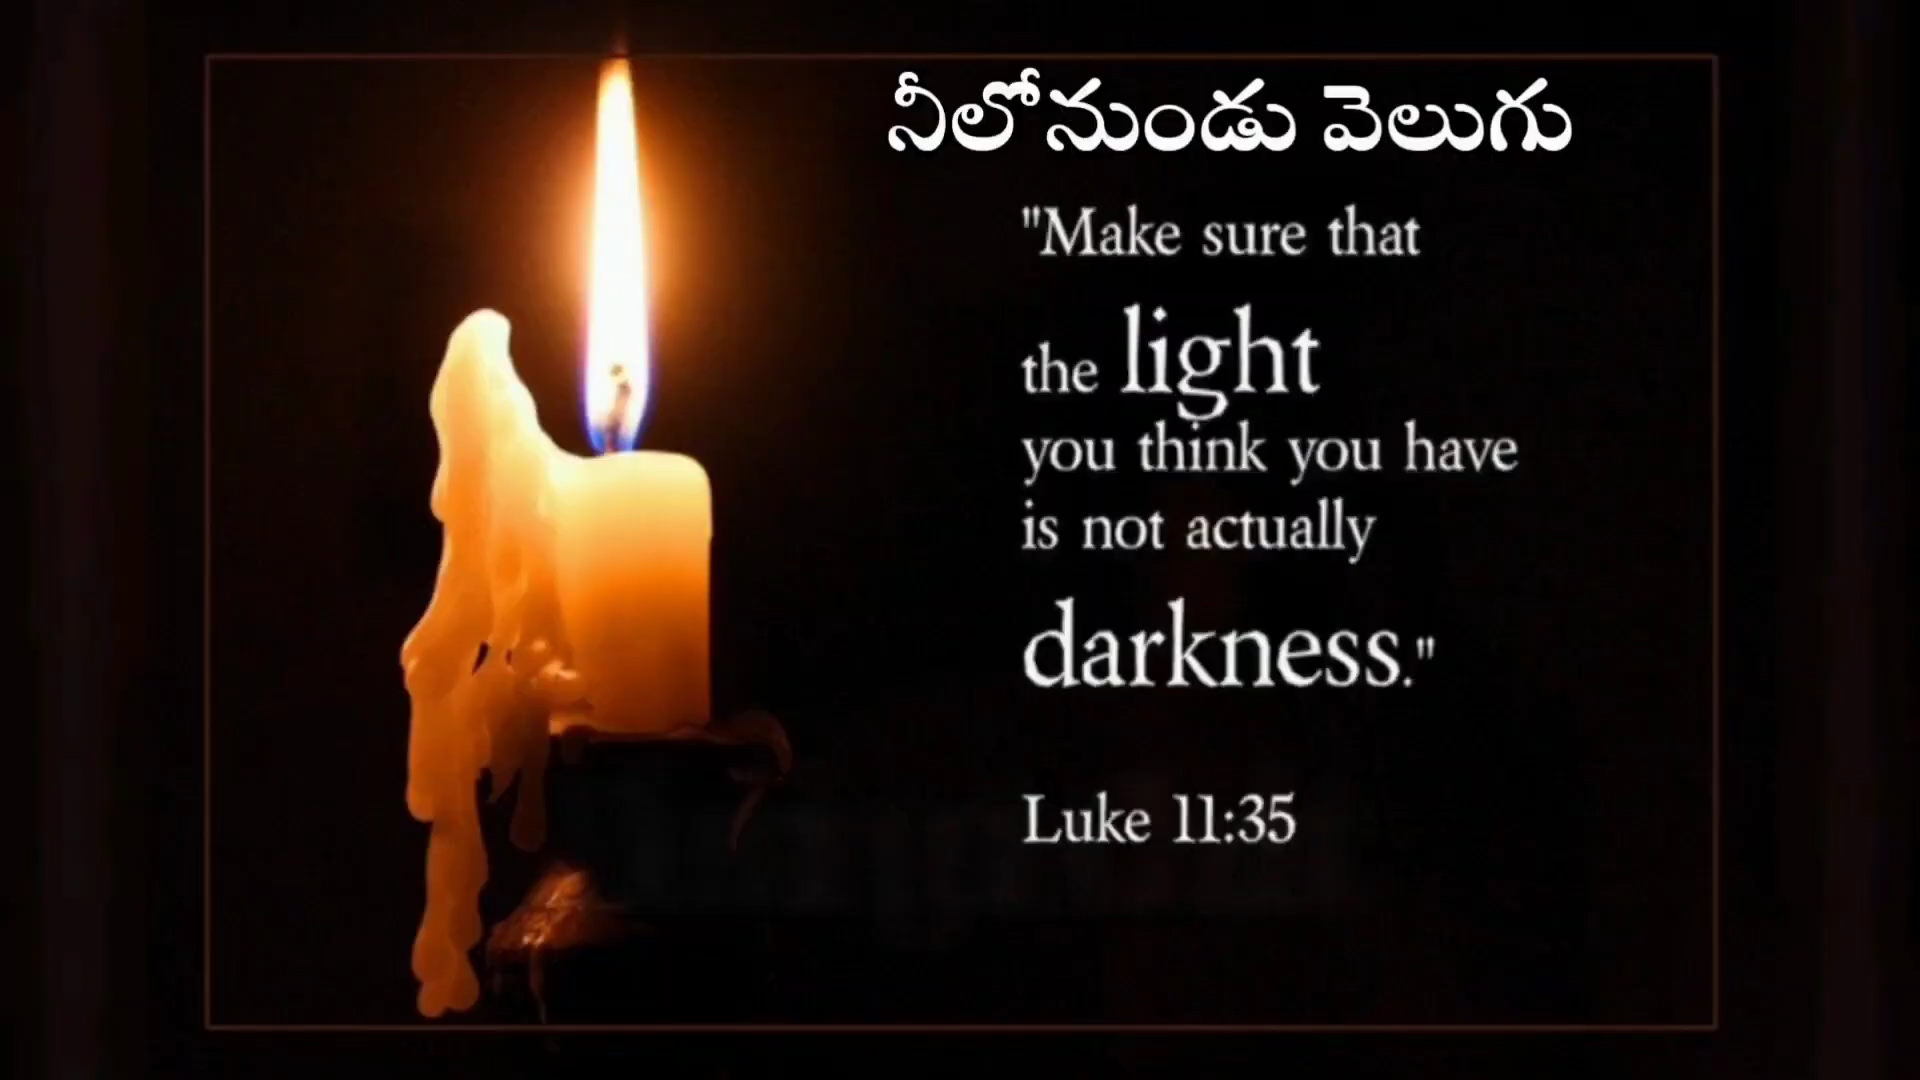 నీలోనుండు వెలుగు
"Make sure that
the light
you think you have
is not actually
darkness."
Luke 11:35